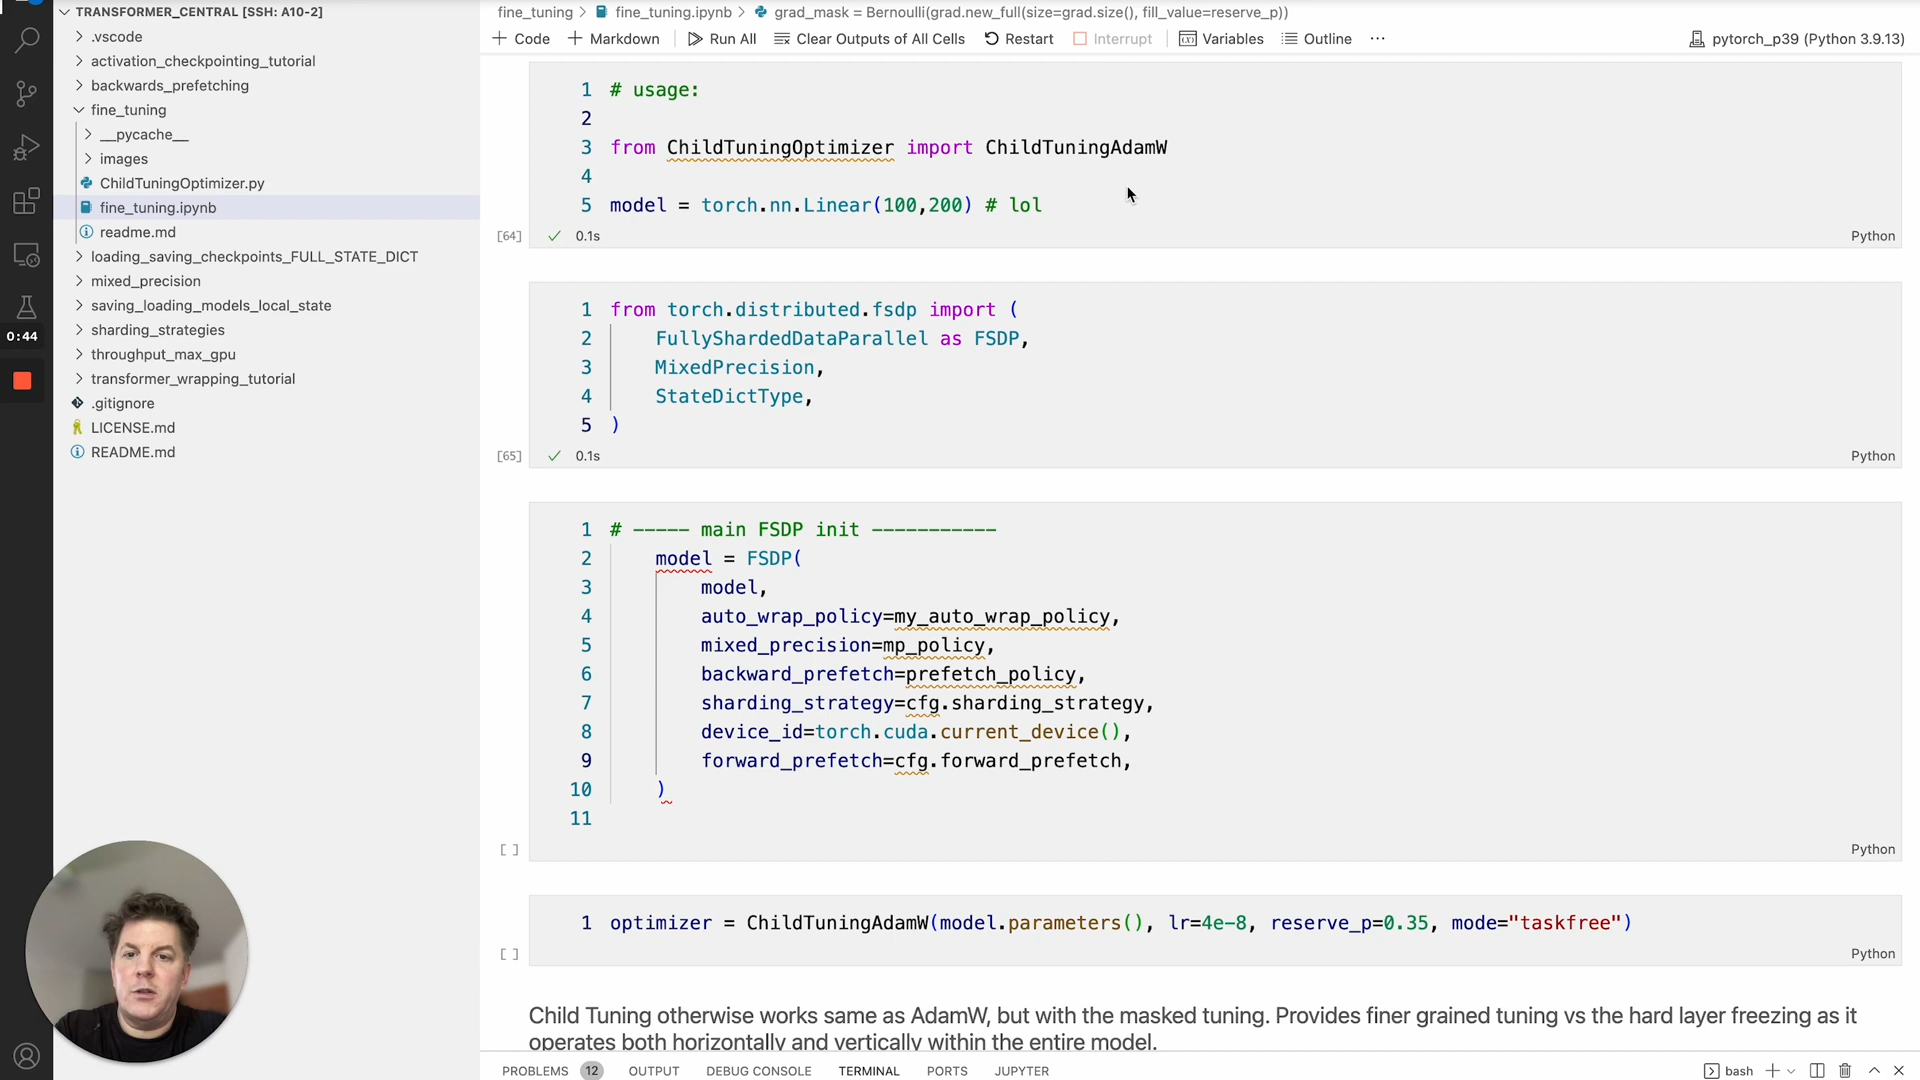 TRANSFORMER_CENTRAL [SSH: A10-2]
.vscode
activation_checkpointing_tutorial
backwards_prefetching
fine_tuning
__pycache__
images
ChildTuningOptimizer.py
fine_tuning.ipynb
readme.md
loading_saving_checkpoints_FULL_STATE_DICT
mixed_precision
saving_loading_models_local_state
sharding_strategies
throughput_max_gpu
transformer_wrapping_tutorial
.gitignore
LICENSE.md
README.md
0:44
fine_tuning > fine_tuning.ipynb > grad_mask = Bernoulli(grad.new_full(size=grad.size(), fill_value=reserve_p))
+ Code + Markdown Run All Clear Outputs of All Cells Restart Interrupt Variables Outline ··· pytorch_p39 (Python 3.9.13)
1 # usage:
2
3 from ChildTuningOptimizer import ChildTuningAdamW
4
5 model = torch.nn.Linear(100,200) # lol
[64] ✓ 0.1s Python
1 from torch.distributed.fsdp import (
2 FullyShardedDataParallel as FSDP,
3 MixedPrecision,
4 StateDictType,
5 )
[65] ✓ 0.1s Python
1 # ----- main FSDP init -----------
2 model = FSDP(
3 model,
4 auto_wrap_policy=my_auto_wrap_policy,
5 mixed_precision=mp_policy,
6 backward_prefetch=prefetch_policy,
7 sharding_strategy=cfg.sharding_strategy,
8 device_id=torch.cuda.current_device(),
9 forward_prefetch=cfg.forward_prefetch,
10 )
11
[ ] Python
1 optimizer = ChildTuningAdamW(model.parameters(), lr=4e-8, reserve_p=0.35, mode="taskfree")
[ ] Python
Child Tuning otherwise works same as AdamW, but with the masked tuning. Provides finer grained tuning vs the hard layer freezing as it
operates both horizontally and vertically within the entire model.
PROBLEMS 12 OUTPUT DEBUG CONSOLE TERMINAL PORTS JUPYTER bash